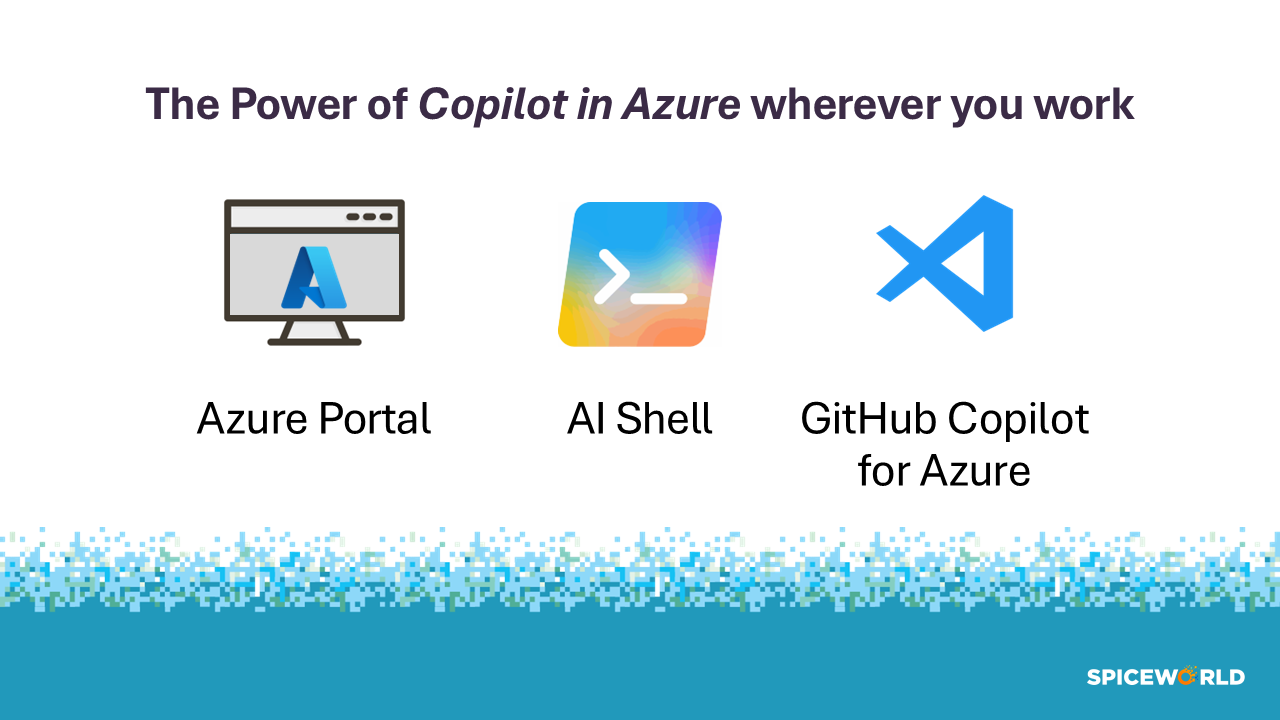 The Power of Copilot in Azure wherever you work
Azure Portal
AI Shell
GitHub Copilot
for Azure
SPICEWORLD